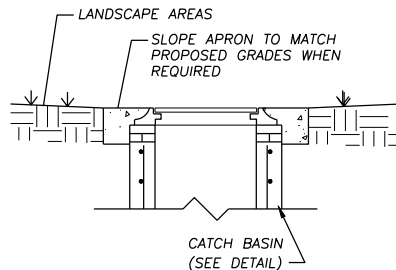 LANDSCAPE AREAS
SLOPE APRON TO MATCH
PROPOSED GRADES WHEN
REQUIRED
CATCH BASIN
(SEE DETAIL)